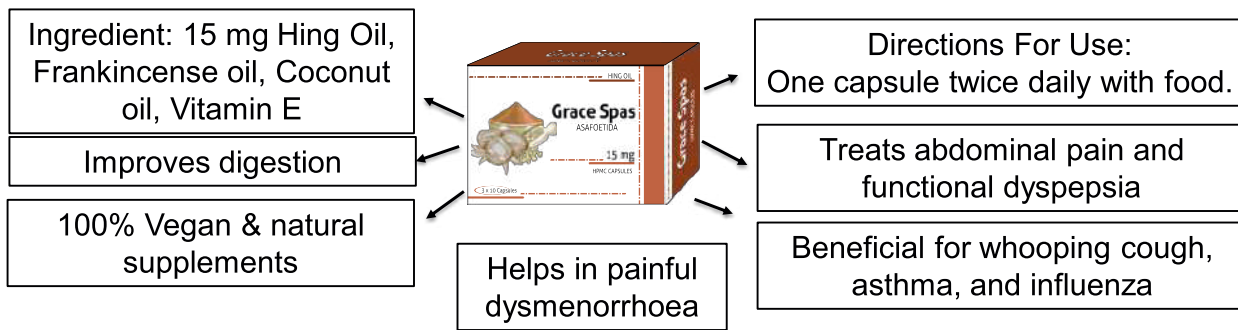 Ingredient: 15 mg Hing Oil,
Frankincense oil, Coconut
oil, Vitamin E
Improves digestion
100% Vegan & natural
supplements
Grace Spas
HING OIL
Grace Spas
ASAFOETIDA
15 mg
HPMC CAPSULES
3 x 10 Capsules
Grace Spas
Helps in painful
dysmenorrhoea
Directions For Use:
One capsule twice daily with food.
Treats abdominal pain and
functional dyspepsia
Beneficial for whooping cough,
asthma, and influenza